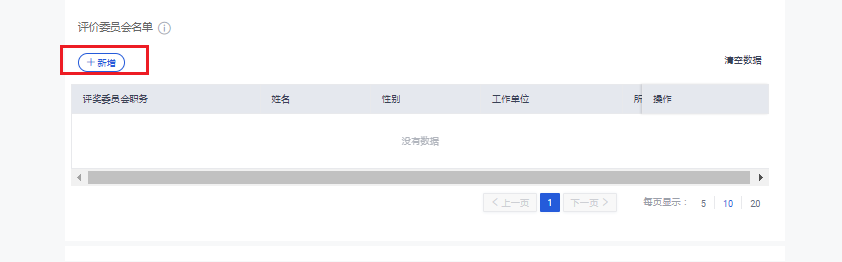 评价委员会名单
新增
清空数据
评奖委员会职务 姓名 性别 工作单位 所 操作
没有数据
上一页 1 下一页 每页显示： 5 10 20